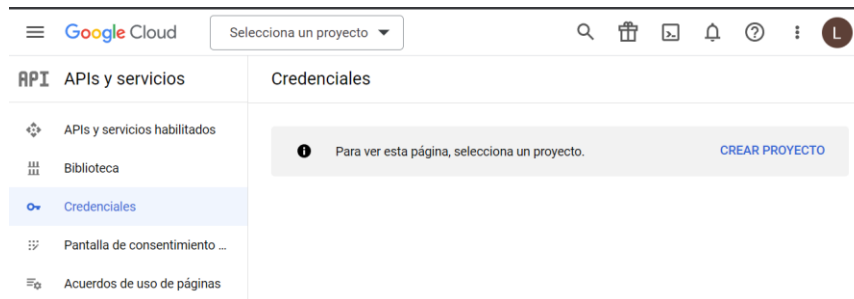 Google Cloud
Selecciona un proyecto
L
API APIs y servicios
Credenciales
APIs y servicios habilitados
Para ver esta página, selecciona un proyecto.
CREAR PROYECTO
Biblioteca
Credenciales
Pantalla de consentimiento ...
Acuerdos de uso de páginas